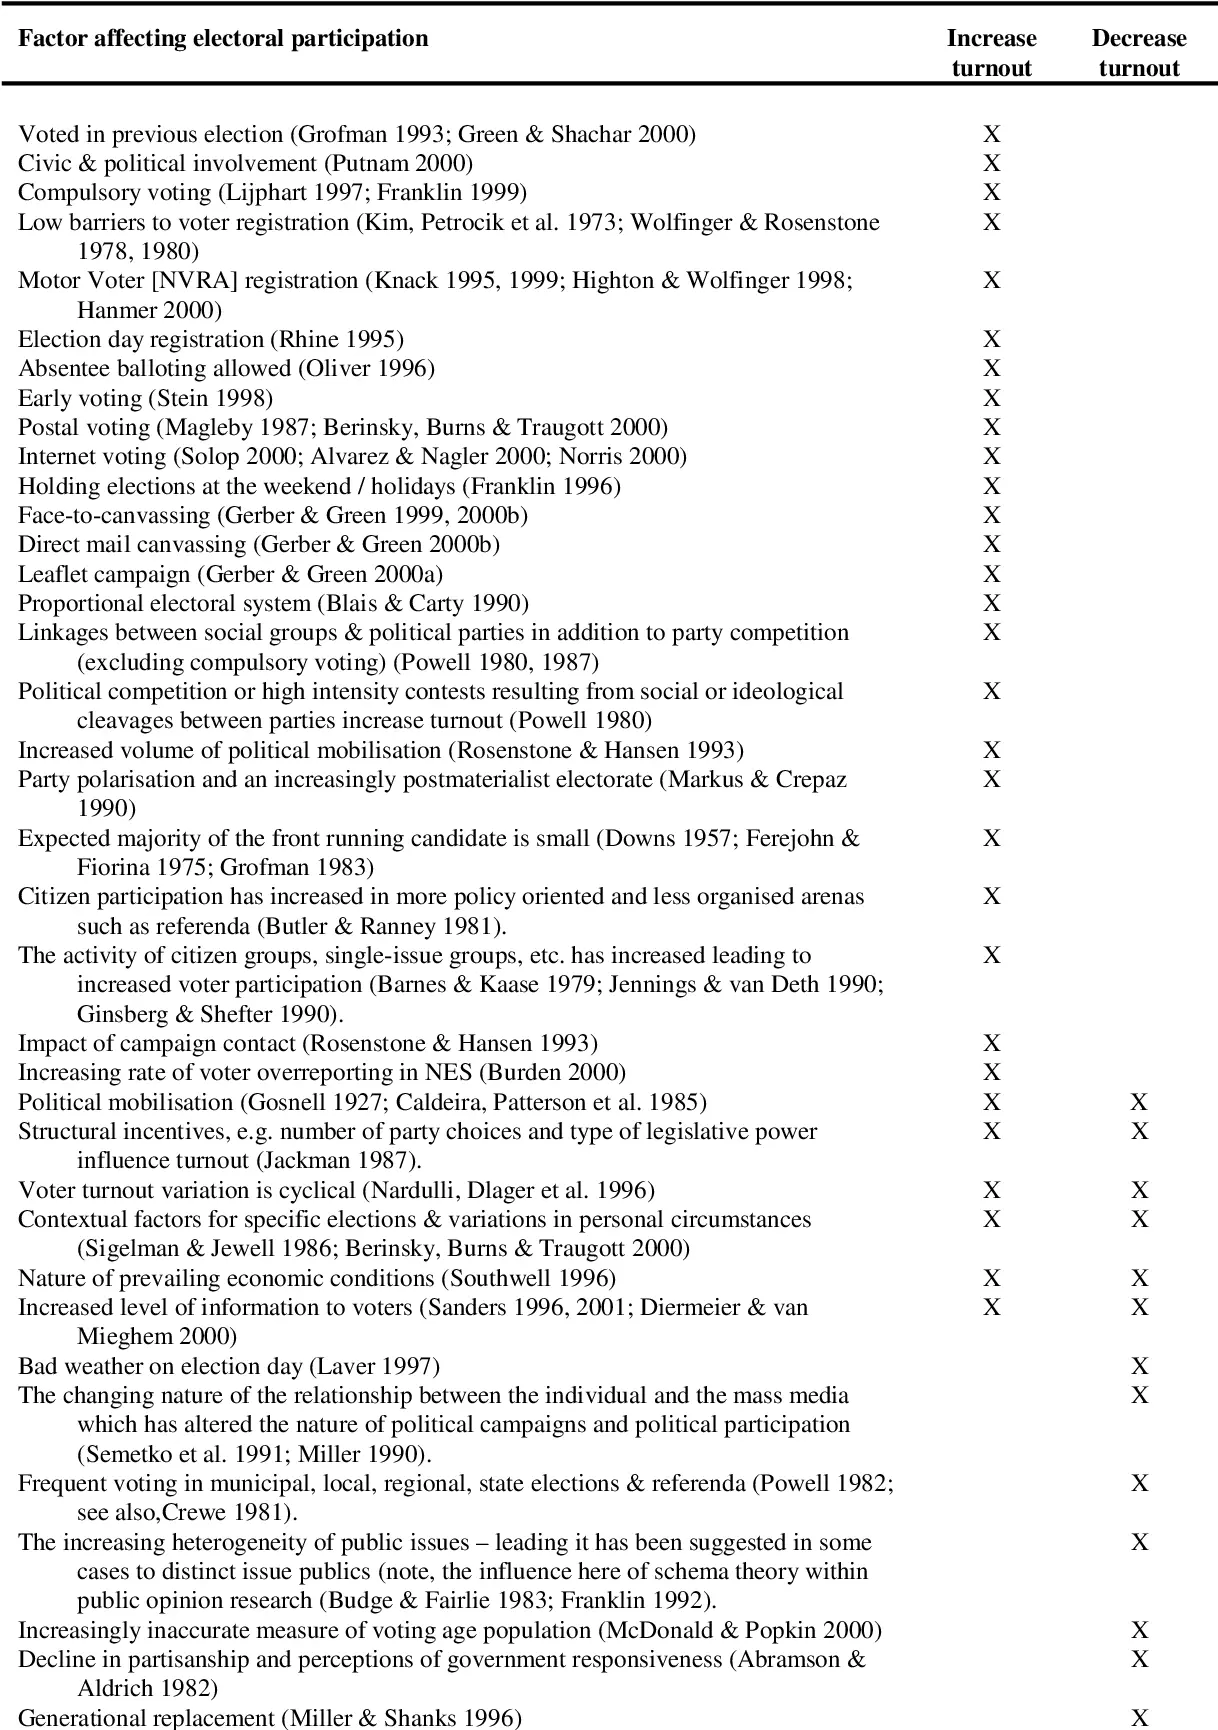 Factor affecting electoral participation Increase Decrease
turnout turnout
Voted in previous election (Grofman 1993; Green & Shachar 2000) X
Civic & political involvement (Putnam 2000) X
Compulsory voting (Lijphart 1997; Franklin 1999) X
Low barriers to voter registration (Kim, Petrocik et al. 1973; Wolfinger & Rosenstone X
1978, 1980)
Motor Voter [NVRA] registration (Knack 1995, 1999; Highton & Wolfinger 1998; X
Hanmer 2000)
Election day registration (Rhine 1995) X
Absentee balloting allowed (Oliver 1996) X
Early voting (Stein 1998) X
Postal voting (Magleby 1987; Berinsky, Burns & Traugott 2000) X
Internet voting (Solop 2000; Alvarez & Nagler 2000; Norris 2000) X
Holding elections at the weekend / holidays (Franklin 1996) X
Face-to-canvassing (Gerber & Green 1999, 2000b) X
Direct mail canvassing (Gerber & Green 2000b) X
Leaflet campaign (Gerber & Green 2000a) X
Proportional electoral system (Blais & Carty 1990) X
Linkages between social groups & political parties in addition to party competition X
(excluding compulsory voting) (Powell 1980, 1987)
Political competition or high intensity contests resulting from social or ideological X
cleavages between parties increase turnout (Powell 1980)
Increased volume of political mobilisation (Rosenstone & Hansen 1993) X
Party polarisation and an increasingly postmaterialist electorate (Markus & Crepaz X
1990)
Expected majority of the front running candidate is small (Downs 1957; Ferejohn & X
Fiorina 1975; Grofman 1983)
Citizen participation has increased in more policy oriented and less organised arenas X
such as referenda (Butler & Ranney 1981).
The activity of citizen groups, single-issue groups, etc. has increased leading to X
increased voter participation (Barnes & Kaase 1979; Jennings & van Deth 1990;
Ginsberg & Shefter 1990).
Impact of campaign contact (Rosenstone & Hansen 1993) X
Increasing rate of voter overreporting in NES (Burden 2000) X
Political mobilisation (Gosnell 1927; Caldeira, Patterson et al. 1985) X X
Structural incentives, e.g. number of party choices and type of legislative power X X
influence turnout (Jackman 1987).
Voter turnout variation is cyclical (Nardulli, Dlager et al. 1996) X X
Contextual factors for specific elections & variations in personal circumstances X X
(Sigelman & Jewell 1986; Berinsky, Burns & Traugott 2000)
Nature of prevailing economic conditions (Southwell 1996) X X
Increased level of information to voters (Sanders 1996, 2001; Diermeier & van X X
Mieghem 2000)
Bad weather on election day (Laver 1997) X
The changing nature of the relationship between the individual and the mass media X
which has altered the nature of political campaigns and political participation
(Semetko et al. 1991; Miller 1990).
Frequent voting in municipal, local, regional, state elections & referenda (Powell 1982; X
see also,Crewe 1981).
The increasing heterogeneity of public issues – leading it has been suggested in some X
cases to distinct issue publics (note, the influence here of schema theory within
public opinion research (Budge & Fairlie 1983; Franklin 1992).
Increasingly inaccurate measure of voting age population (McDonald & Popkin 2000) X
Decline in partisanship and perceptions of government responsiveness (Abramson & X
Aldrich 1982)
Generational replacement (Miller & Shanks 1996) X